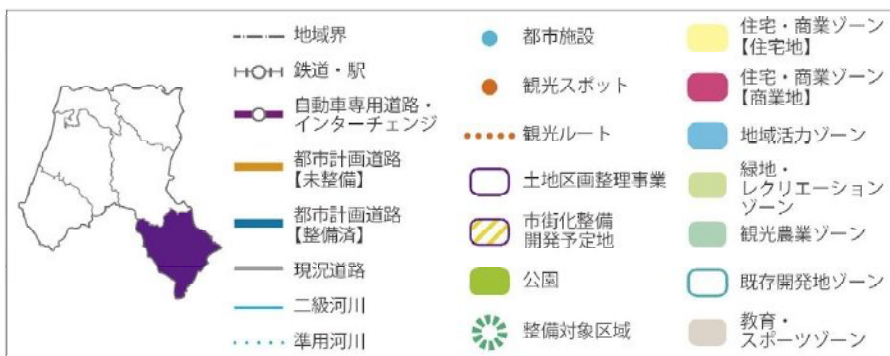 地域界
鉄道・駅
自動車専用道路・
インターチェンジ
都市計画道路
【未整備】
都市計画道路
【整備済】
現況道路
二級河川
準用河川
都市施設
観光スポット
観光ルート
土地区画整理事業
市街化整備
開発予定地
公園
整備対象区域
住宅・商業ゾーン
【住宅地】
住宅・商業ゾーン
【商業地】
地域活力ゾーン
緑地・
レクリエーション
ゾーン
観光農業ゾーン
既存開発地ゾーン
教育・
スポーツゾーン